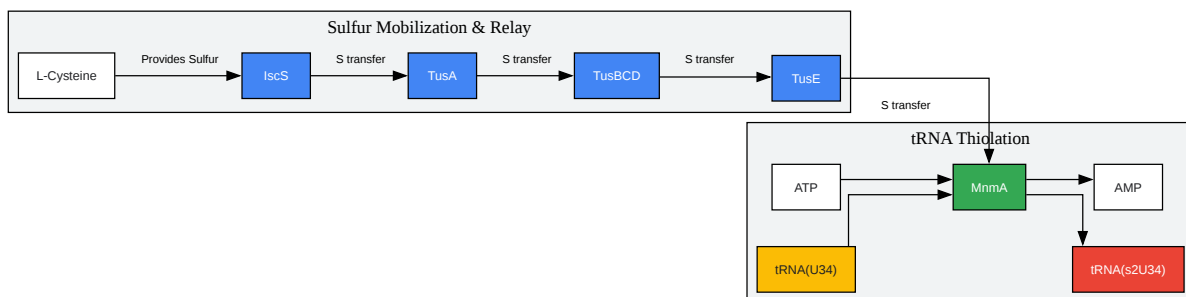 Sulfur Mobilization & Relay
L-Cysteine
Provides Sulfur
IscS
S transfer
TusA
S transfer
TusBCD
S transfer
TusE
S transfer
tRNA Thiolation
ATP
MnmA
AMP
tRNA(U34)
tRNA(s2U34)